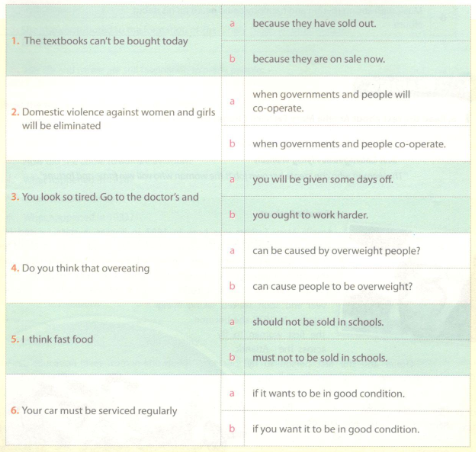 1. The textbooks can't be bought today
a because they have sold out.
b because they are on sale now.
2. Domestic violence against women and girls
will be eliminated
a when governments and people will
co-operate.
b when governments and people co-operate.
3. You look so tired. Go to the doctor's and
a you will be given some days off.
b you ought to work harder.
4. Do you think that overeating
a can be caused by overweight people?
b can cause people to be overweight?
5. I think fast food
a should not be sold in schools.
b must not to be sold in schools.
6. Your car must be serviced regularly
a if it wants to be in good condition.
b if you want it to be in good condition.